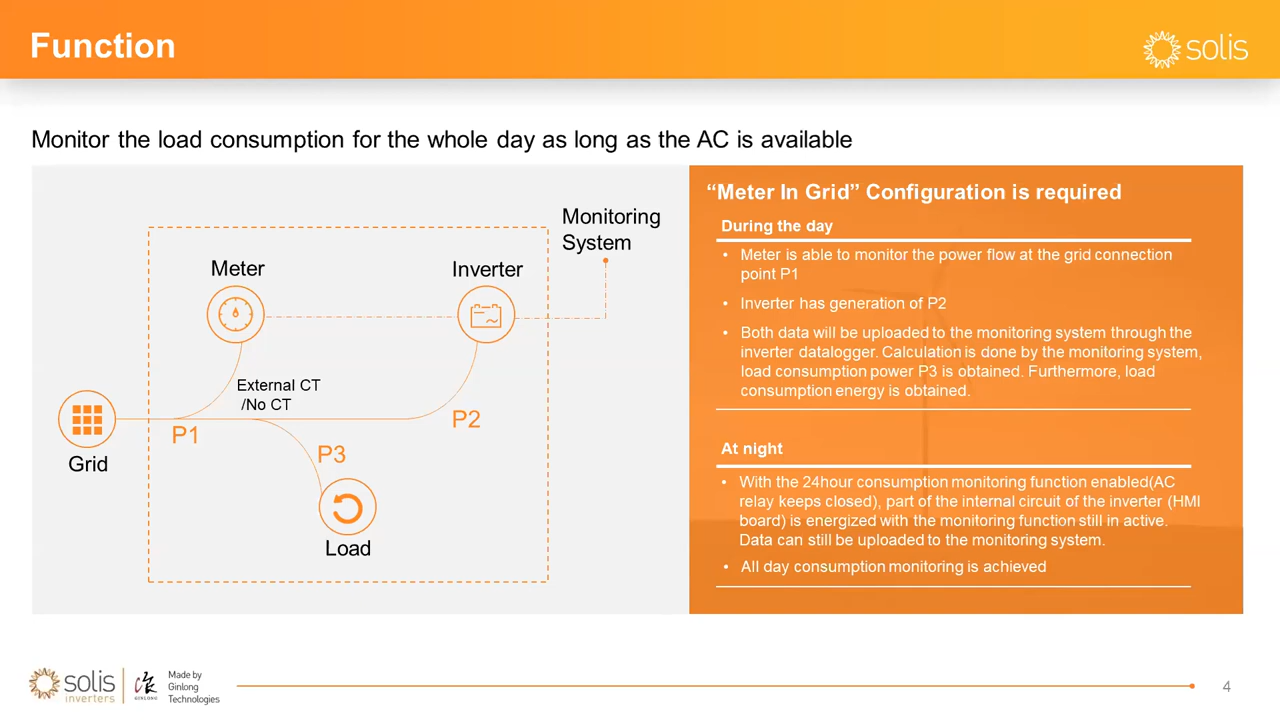 Function
solis
Monitor the load consumption for the whole day as long as the AC is available
Monitoring
System
Meter
Inverter
External CT
/No CT
P1
P2
P3
Grid
Load
“Meter In Grid” Configuration is required
During the day
• Meter is able to monitor the power flow at the grid connection
point P1
• Inverter has generation of P2
• Both data will be uploaded to the monitoring system through the
inverter datalogger. Calculation is done by the monitoring system,
load consumption power P3 is obtained. Furthermore, load
consumption energy is obtained.
At night
• With the 24hour consumption monitoring function enabled(AC
relay keeps closed), part of the internal circuit of the inverter (HMI
board) is energized with the monitoring function still in active.
Data can still be uploaded to the monitoring system.
• All day consumption monitoring is achieved
solis
inverters
GINLONG
Made by
Ginlong
Technologies
4